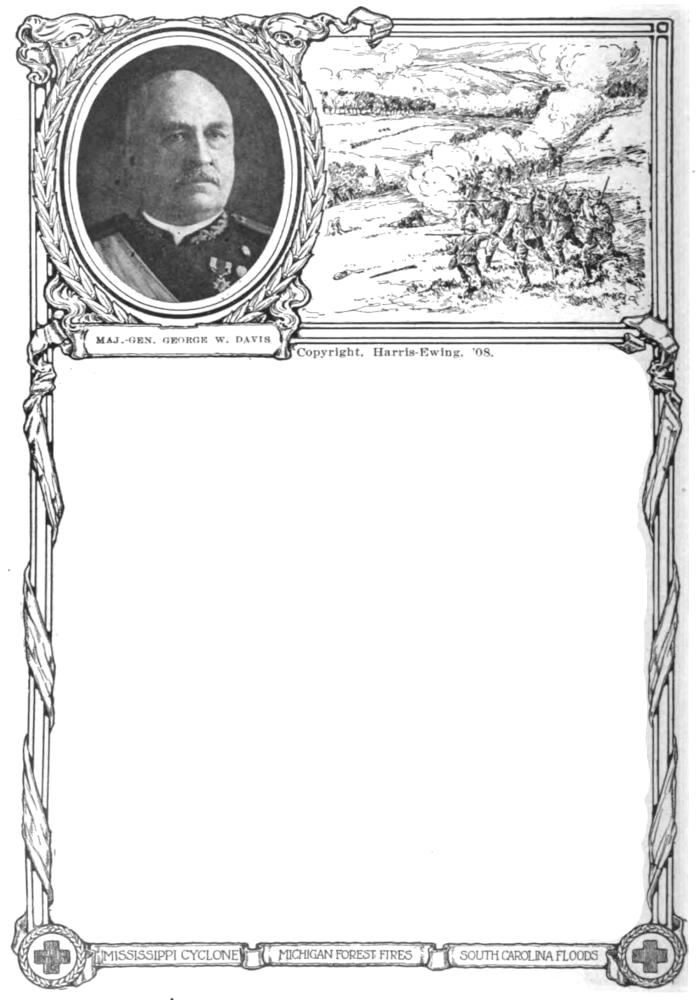 MAJ.-GEN. GEORGE W. DAVIS
Copyright, Harris-Ewing, '08.
MISSISSIPPI CYCLONE
MICHIGAN FOREST FIRES
SOUTH CAROLINA FLOODS